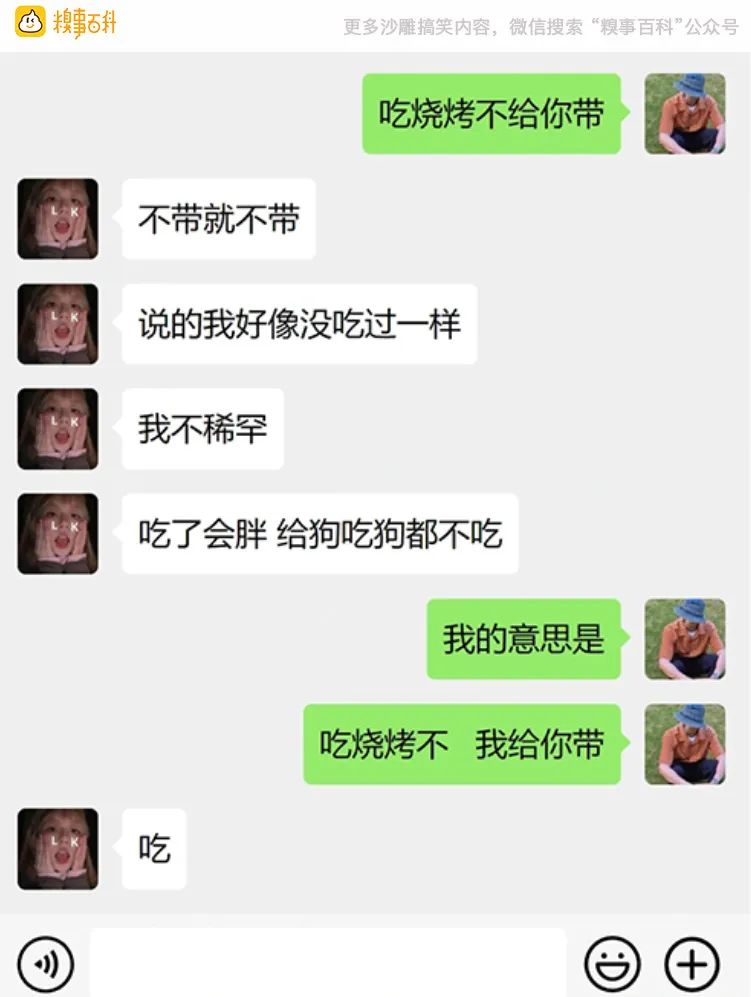 糗事百科
更多沙雕搞笑内容，微信搜索“糗事百科”公众号
吃烧烤不给你带
不带就不带
说的我好像没吃过一样
我不稀罕
吃了会胖 给狗吃狗都不吃
我的意思是
吃烧烤不 我给你带
吃